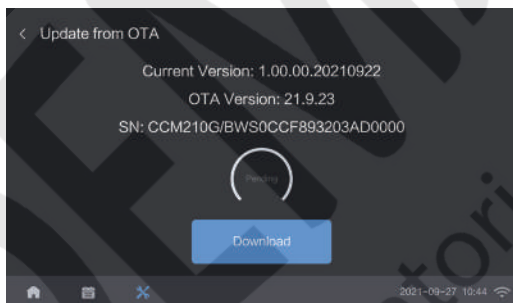 < Update from OTA
Current Version: 1.00.00.20210922
OTA Version: 21.9.23
SN: CCM210G/BWS0CCF893203AD0000
Pending
Download
2021-09-27 10:44